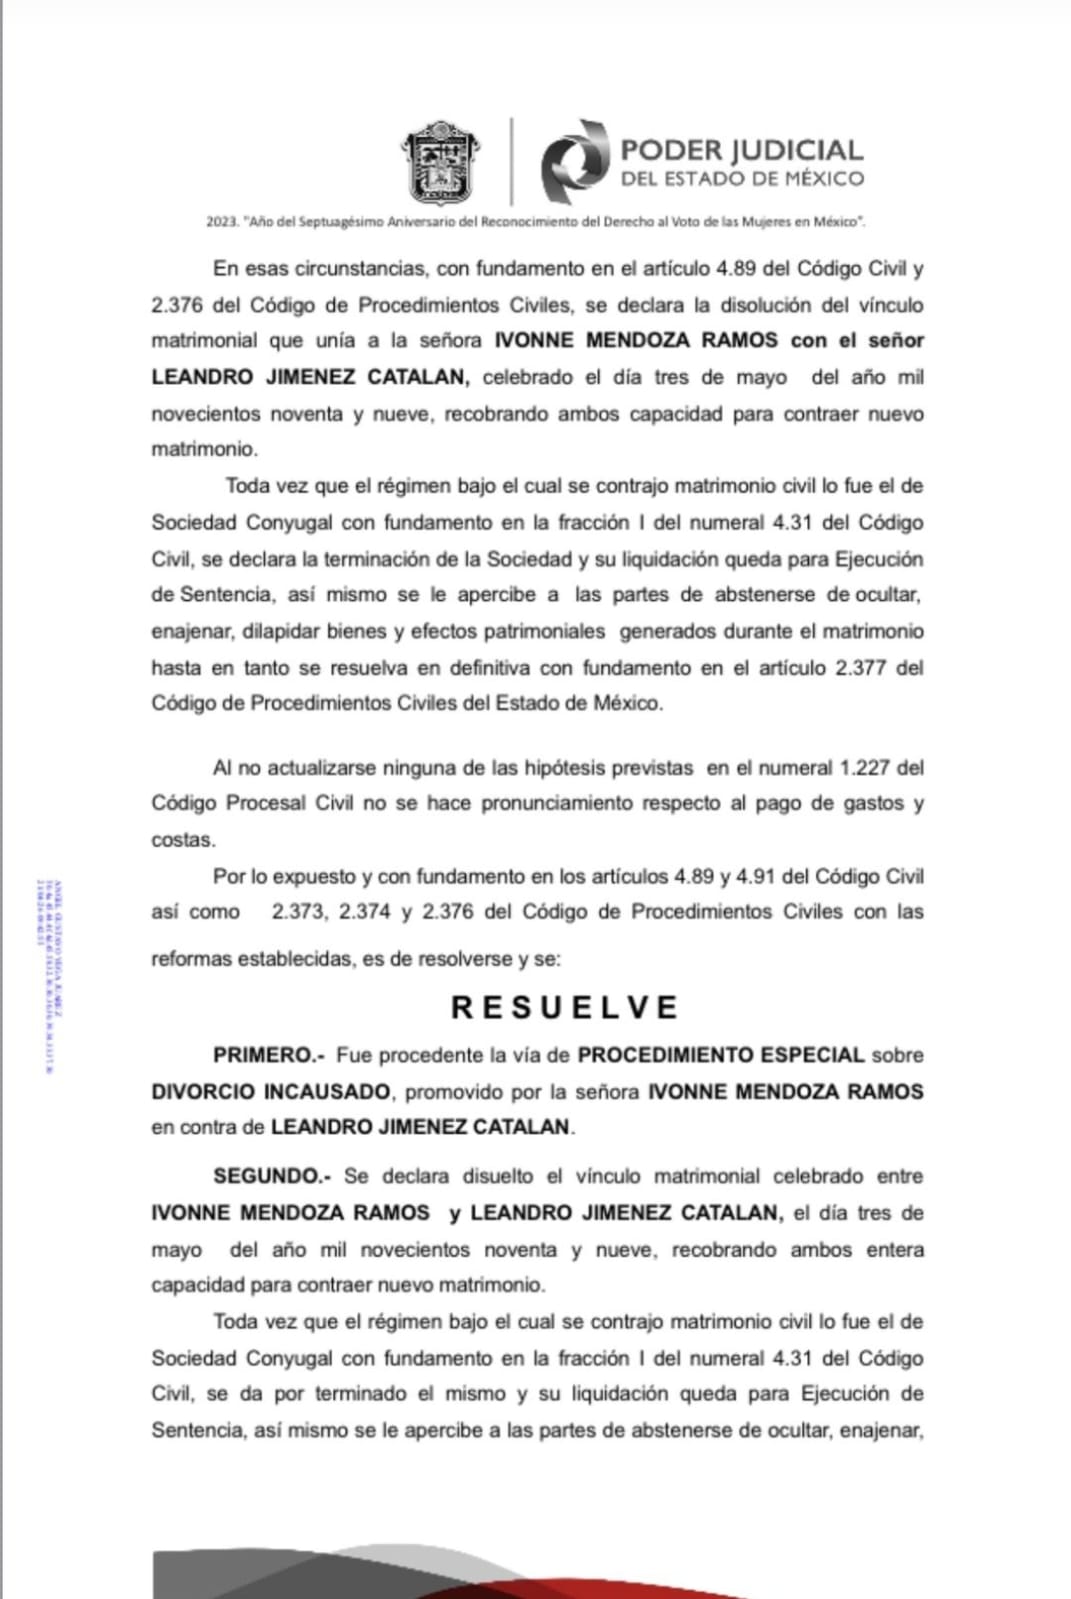 PODER JUDICIAL
DEL ESTADO DE MÉXICO
2023. "Año del Septuagésimo Aniversario del Reconocimiento del Derecho al Voto de las Mujeres en México".
En esas circunstancias, con fundamento en el artículo 4.89 del Código Civil y
2.376 del Código de Procedimientos Civiles, se declara la disolución del vínculo
matrimonial que unía a la señora IVONNE MENDOZA RAMOS con el señor
LEANDRO JIMENEZ CATALAN, celebrado el día tres de mayo del año mil
novecientos noventa y nueve, recobrando ambos capacidad para contraer nuevo
matrimonio.
Toda vez que el régimen bajo el cual se contrajo matrimonio civil lo fue el de
Sociedad Conyugal con fundamento en la fracción I del numeral 4.31 del Código
Civil, se declara la terminación de la Sociedad y su liquidación queda para Ejecución
de Sentencia, así mismo se le apercibe a las partes de abstenerse de ocultar,
enajenar, dilapidar bienes y efectos patrimoniales generados durante el matrimonio
hasta en tanto se resuelva en definitiva con fundamento en el artículo 2.377 del
Código de Procedimientos Civiles del Estado de México.
Al no actualizarse ninguna de las hipótesis previstas en el numeral 1.227 del
Código Procesal Civil no se hace pronunciamiento respecto al pago de gastos y
costas.
Por lo expuesto y con fundamento en los artículos 4.89 y 4.91 del Código Civil
así como 2.373, 2.374 y 2.376 del Código de Procedimientos Civiles con las
reformas establecidas, es de resolverse y se:
RESUELVE
PRIMERO.- Fue procedente la vía de PROCEDIMIENTO ESPECIAL sobre
DIVORCIO INCAUSADO, promovido por la señora IVONNE MENDOZA RAMOS
en contra de LEANDRO JIMENEZ CATALAN.
SEGUNDO.- Se declara disuelto el vínculo matrimonial celebrado entre
IVONNE MENDOZA RAMOS y LEANDRO JIMENEZ CATALAN, el día tres de
mayo del año mil novecientos noventa y nueve, recobrando ambos entera
capacidad para contraer nuevo matrimonio.
Toda vez que el régimen bajo el cual se contrajo matrimonio civil lo fue el de
Sociedad Conyugal con fundamento en la fracción I del numeral 4.31 del Código
Civil, se da por terminado el mismo y su liquidación queda para Ejecución de
Sentencia, así mismo se le apercibe a las partes de abstenerse de ocultar, enajenar,